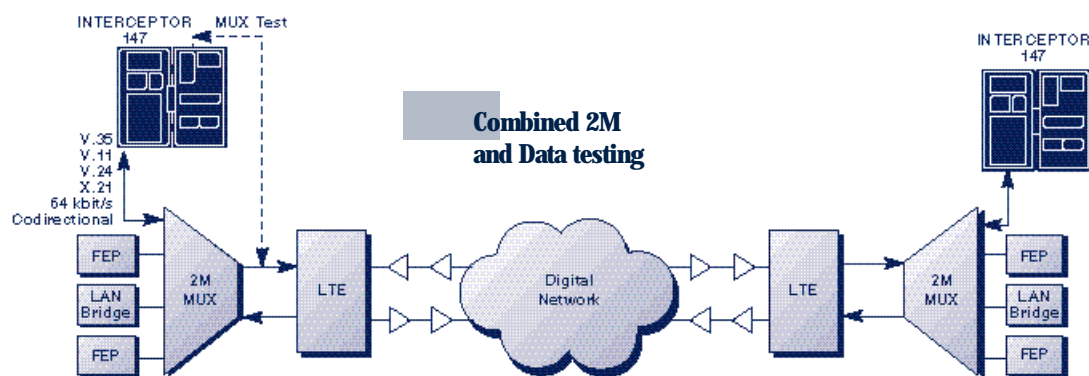 INTERCEPTOR
147
MUX Test
INTERCEPTOR
147
Combined 2M
and Data testing
V.35
V.11
V.24
X.21
64 kbit/s
Codirectional
FEP
LAN
Bridge
FEP
2M
MUX
LTE
Digital
Network
LTE
2M
MUX
FEP
LAN
Bridge
FEP